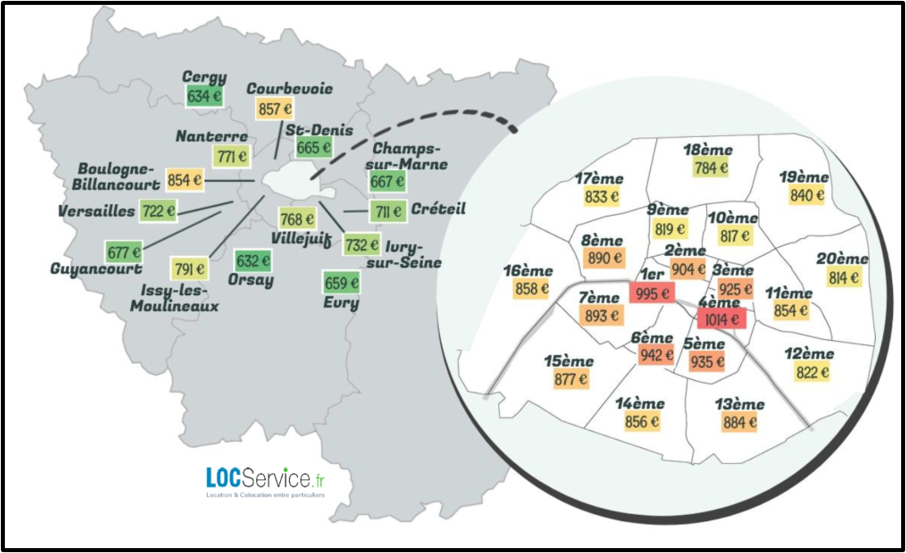 Cergy
634 €
Courbevoie
857 €
St-Denis
665 €
Nanterre
771 €
Champs-
sur-Marne
667 €
Boulogne-
Billancourt
854 €
Versailles
722 €
711 €
Créteil
768 €
Villejuif
732 €
Ivry-
sur-Seine
677 €
Guyancourt
791 €
Issy-les-
Moulineaux
632 €
Orsay
659 €
Evry
18ème
784 €
17ème
833 €
19ème
840 €
9ème
819 €
10ème
817 €
8ème
890 €
2ème
904 €
3ème
925 €
20ème
814 €
16ème
858 €
1er
995 €
7ème
893 €
4ème
1014 €
11ème
854 €
6ème
942 €
5ème
935 €
12ème
822 €
15ème
877 €
14ème
856 €
13ème
884 €
LOCService.fr
Location & Colocation entre particuliers